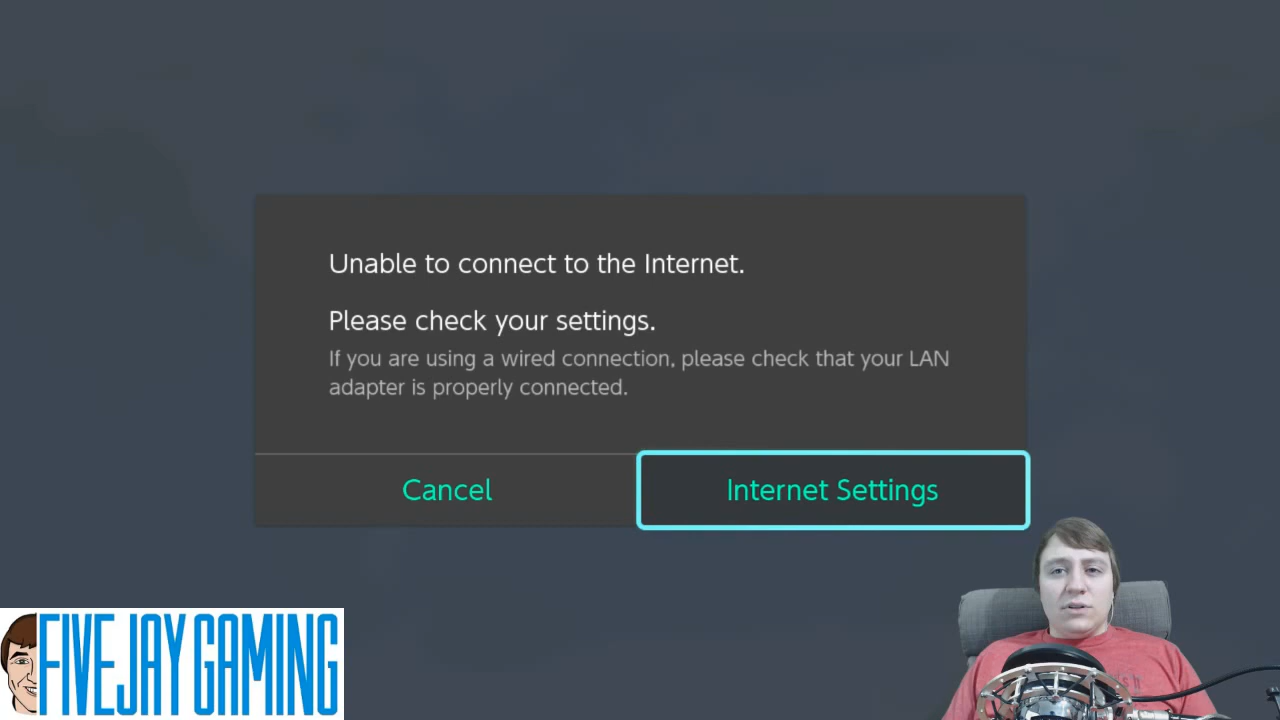 Unable to connect to the Internet.
Please check your settings.
If you are using a wired connection, please check that your LAN
adapter is properly connected.
Cancel
Internet Settings
FIVEJAY GAMING